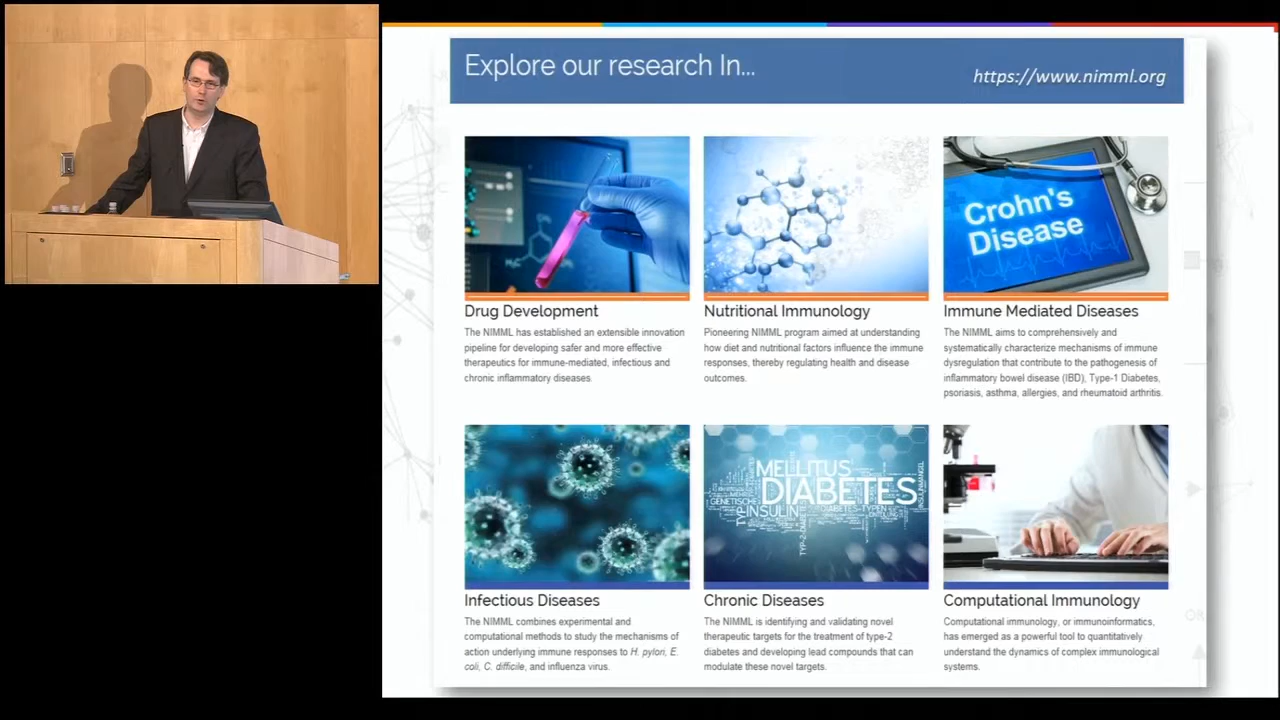 Explore our research In...
https://www.nimml.org
Crohn's
Disease
Drug Development
The NIMML has established an extensible innovation
pipeline for developing safer and more effective
therapeutics for immune-mediated, infectious and
chronic inflammatory diseases.
Nutritional Immunology
Pioneering NIMML program aimed at understanding
how diet and nutritional factors influence the immune
responses, thereby regulating health and disease
outcomes.
Immune Mediated Diseases
The NIMML aims to comprehensively and
systematically characterize mechanisms of immune
dysregulation that contribute to the pathogenesis of
inflammatory bowel disease (IBD), Type-1 Diabetes,
psoriasis, asthma, allergies, and rheumatoid arthritis.
MELLITUS
DIABETES
GENETISCHE
INSULIN
DIABETES-TYPEN
TYP-2-DIABETES
INSULINMANGEL
Infectious Diseases
The NIMML combines experimental and
computational methods to study the mechanisms of
action underlying immune responses to H. pylori, E.
coli, C. difficile, and influenza virus.
Chronic Diseases
The NIMML is identifying and validating novel
therapeutic targets for the treatment of type-2
diabetes and developing lead compounds that can
modulate these novel targets.
Computational Immunology
Computational immunology, or immunoinformatics,
has emerged as a powerful tool to quantitatively
understand the dynamics of complex immunological
systems.